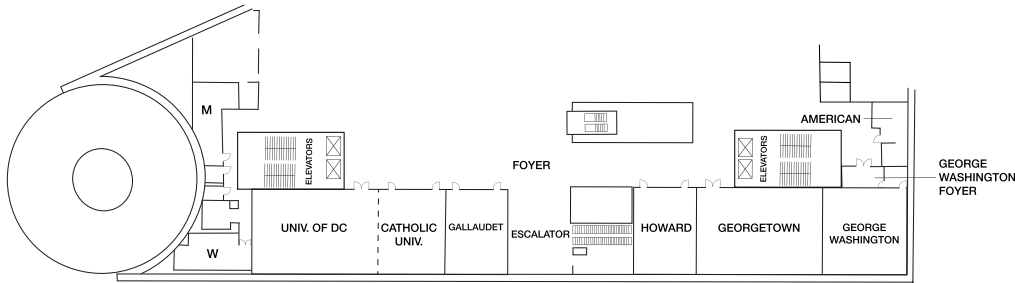 M
AMERICAN
ELEVATORS
ELEVATORS
FOYER
GEORGE
WASHINGTON
FOYER
UNIV. OF DC
CATHOLIC
UNIV.
GALLAUDET
ESCALATOR
HOWARD
GEORGETOWN
GEORGE
WASHINGTON
W